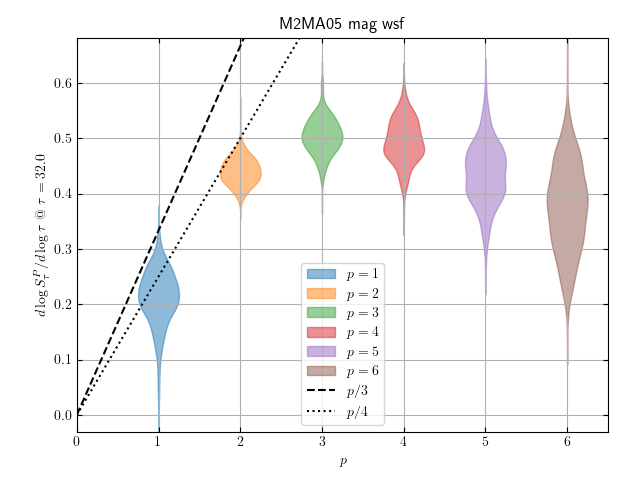 M2MA05 mag wsf
d log S_τ^P / d log τ @ τ = 32.0
0.6
0.5
0.4
0.3
0.2
0.1
0.0
p = 1
p = 2
p = 3
p = 4
p = 5
p = 6
p/3
p/4
0 1 2 3 4 5 6
p